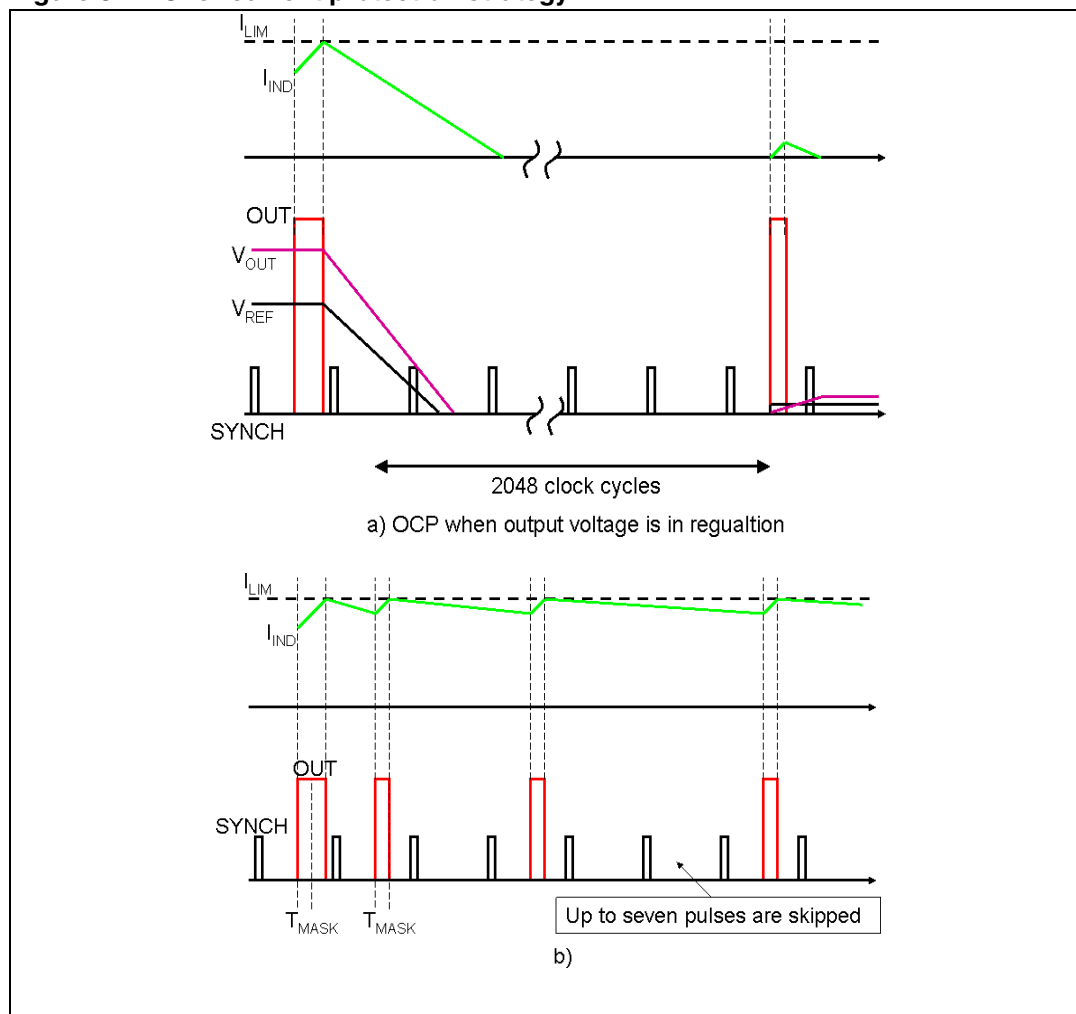 I_LIM
I_IND
OUT
V_OUT
V_REF
SYNCH
2048 clock cycles
a) OCP when output voltage is in regualtion
I_LIM
I_IND
OUT
SYNCH
T_MASK T_MASK
Up to seven pulses are skipped
b)